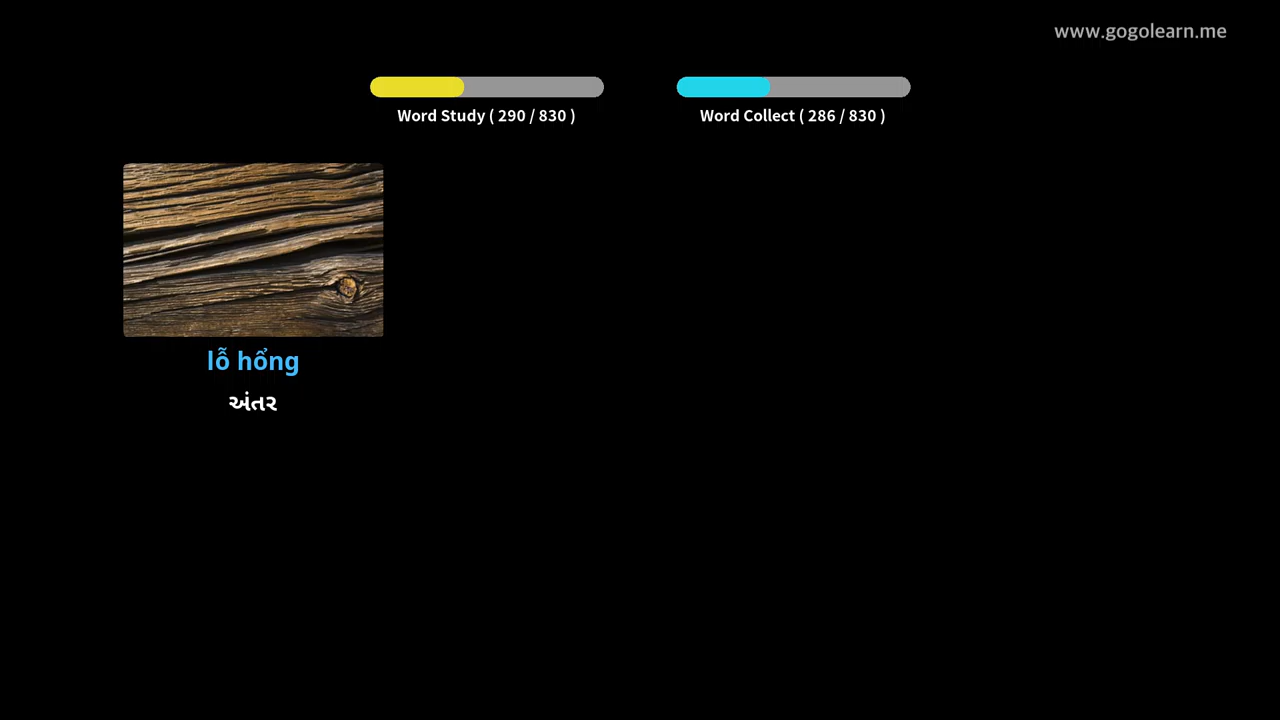 www.gogolearn.me
Word Study ( 290 / 830 )
Word Collect ( 286 / 830 )
lỗ hổng
અંતર